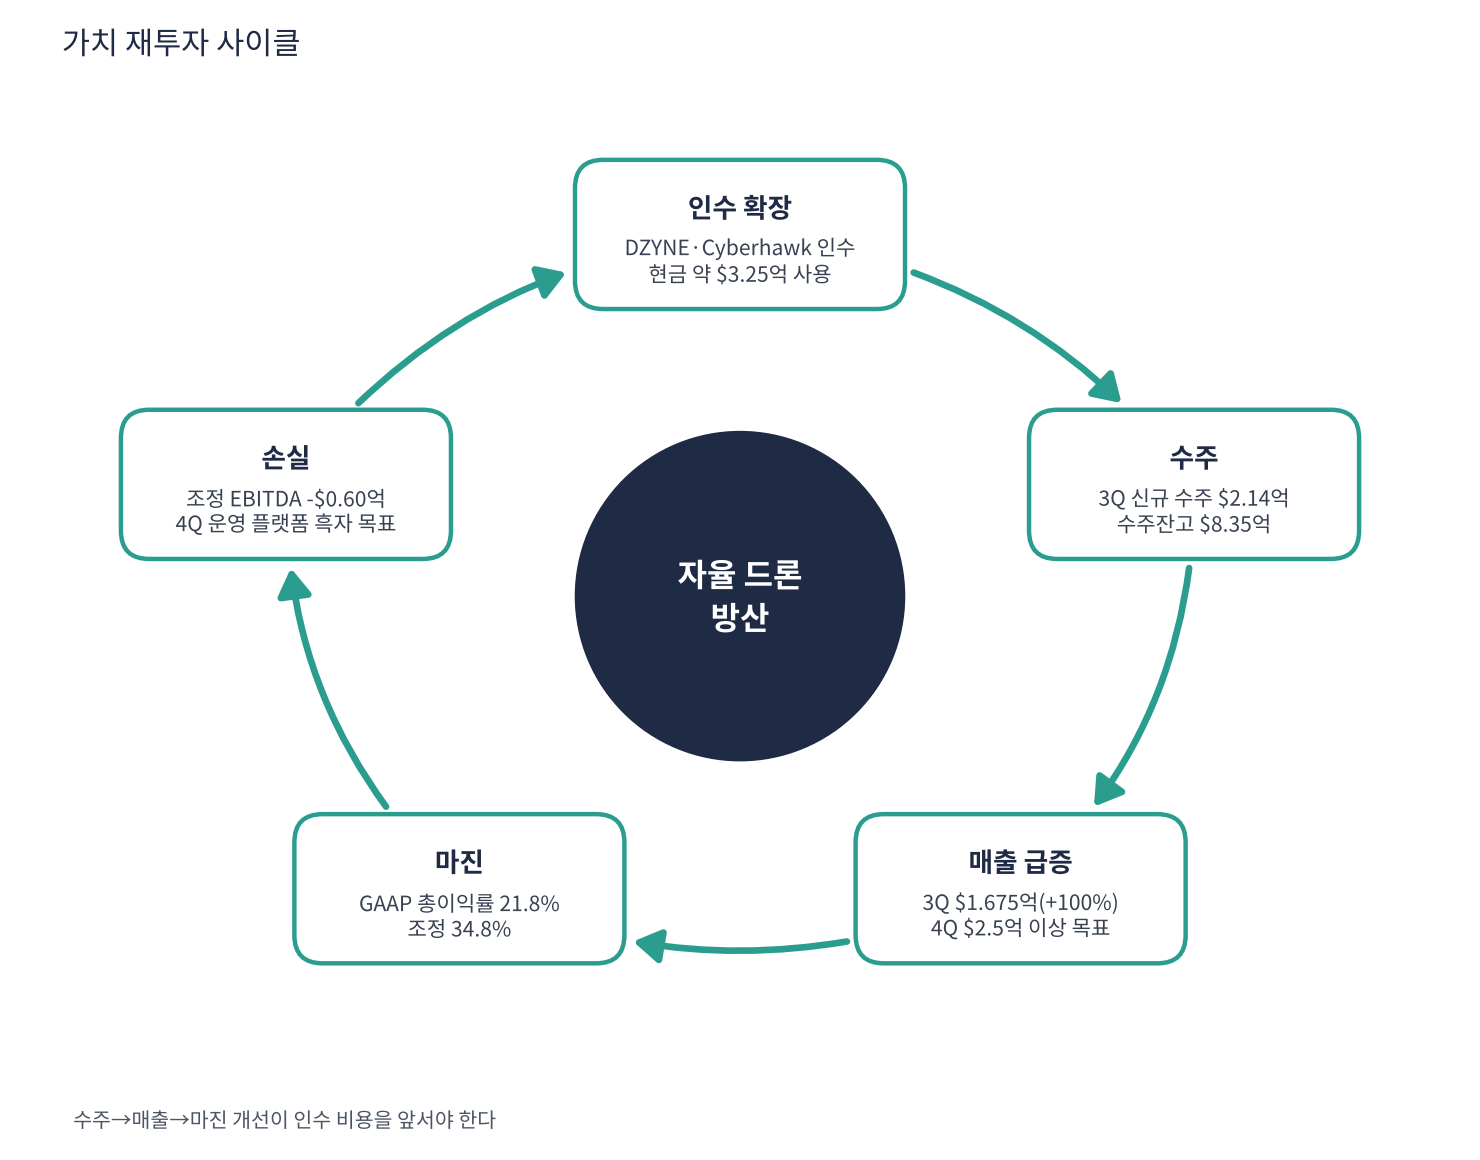 가치 재투자 사이클
인수 확장
DZYNE·Cyberhawk 인수
현금 약 $3.25억 사용
손실
조정 EBITDA -$0.60억
4Q 운영 플랫폼 흑자 목표
수주
3Q 신규 수주 $2.14억
수주잔고 $8.35억
자율 드론
방산
마진
GAAP 총이익률 21.8%
조정 34.8%
매출 급증
3Q $1.675억(+100%)
4Q $2.5억 이상 목표
수주→매출→마진 개선이 인수 비용을 앞서야 한다